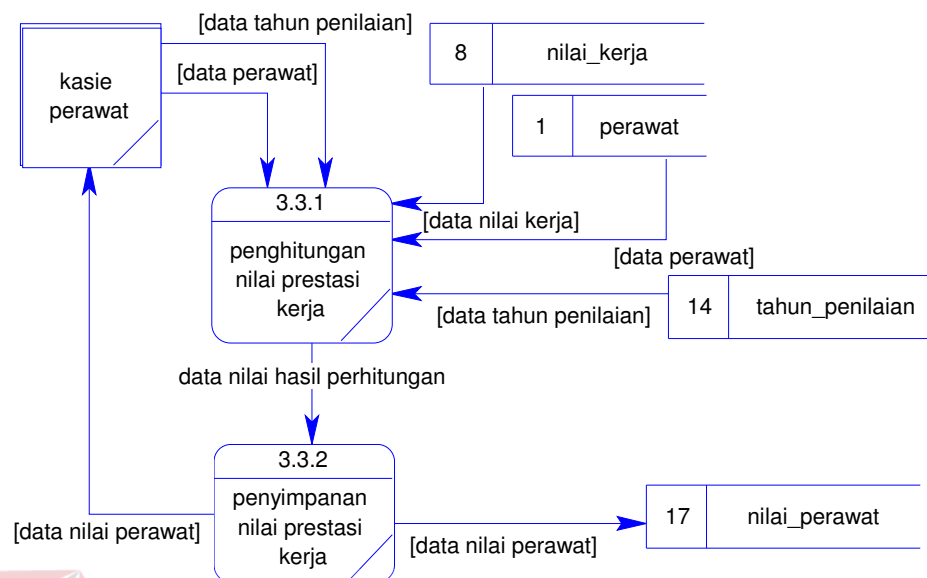 [data tahun penilaian]
kasie
perawat
[data perawat]
8
nilai_kerja
1
perawat
3.3.1
penghitungan
nilai prestasi
kerja
[data nilai kerja]
[data perawat]
[data tahun penilaian]
14
tahun_penilaian
data nilai hasil perhitungan
3.3.2
penyimpanan
nilai prestasi
kerja
[data nilai perawat]
[data nilai perawat]
17
nilai_perawat